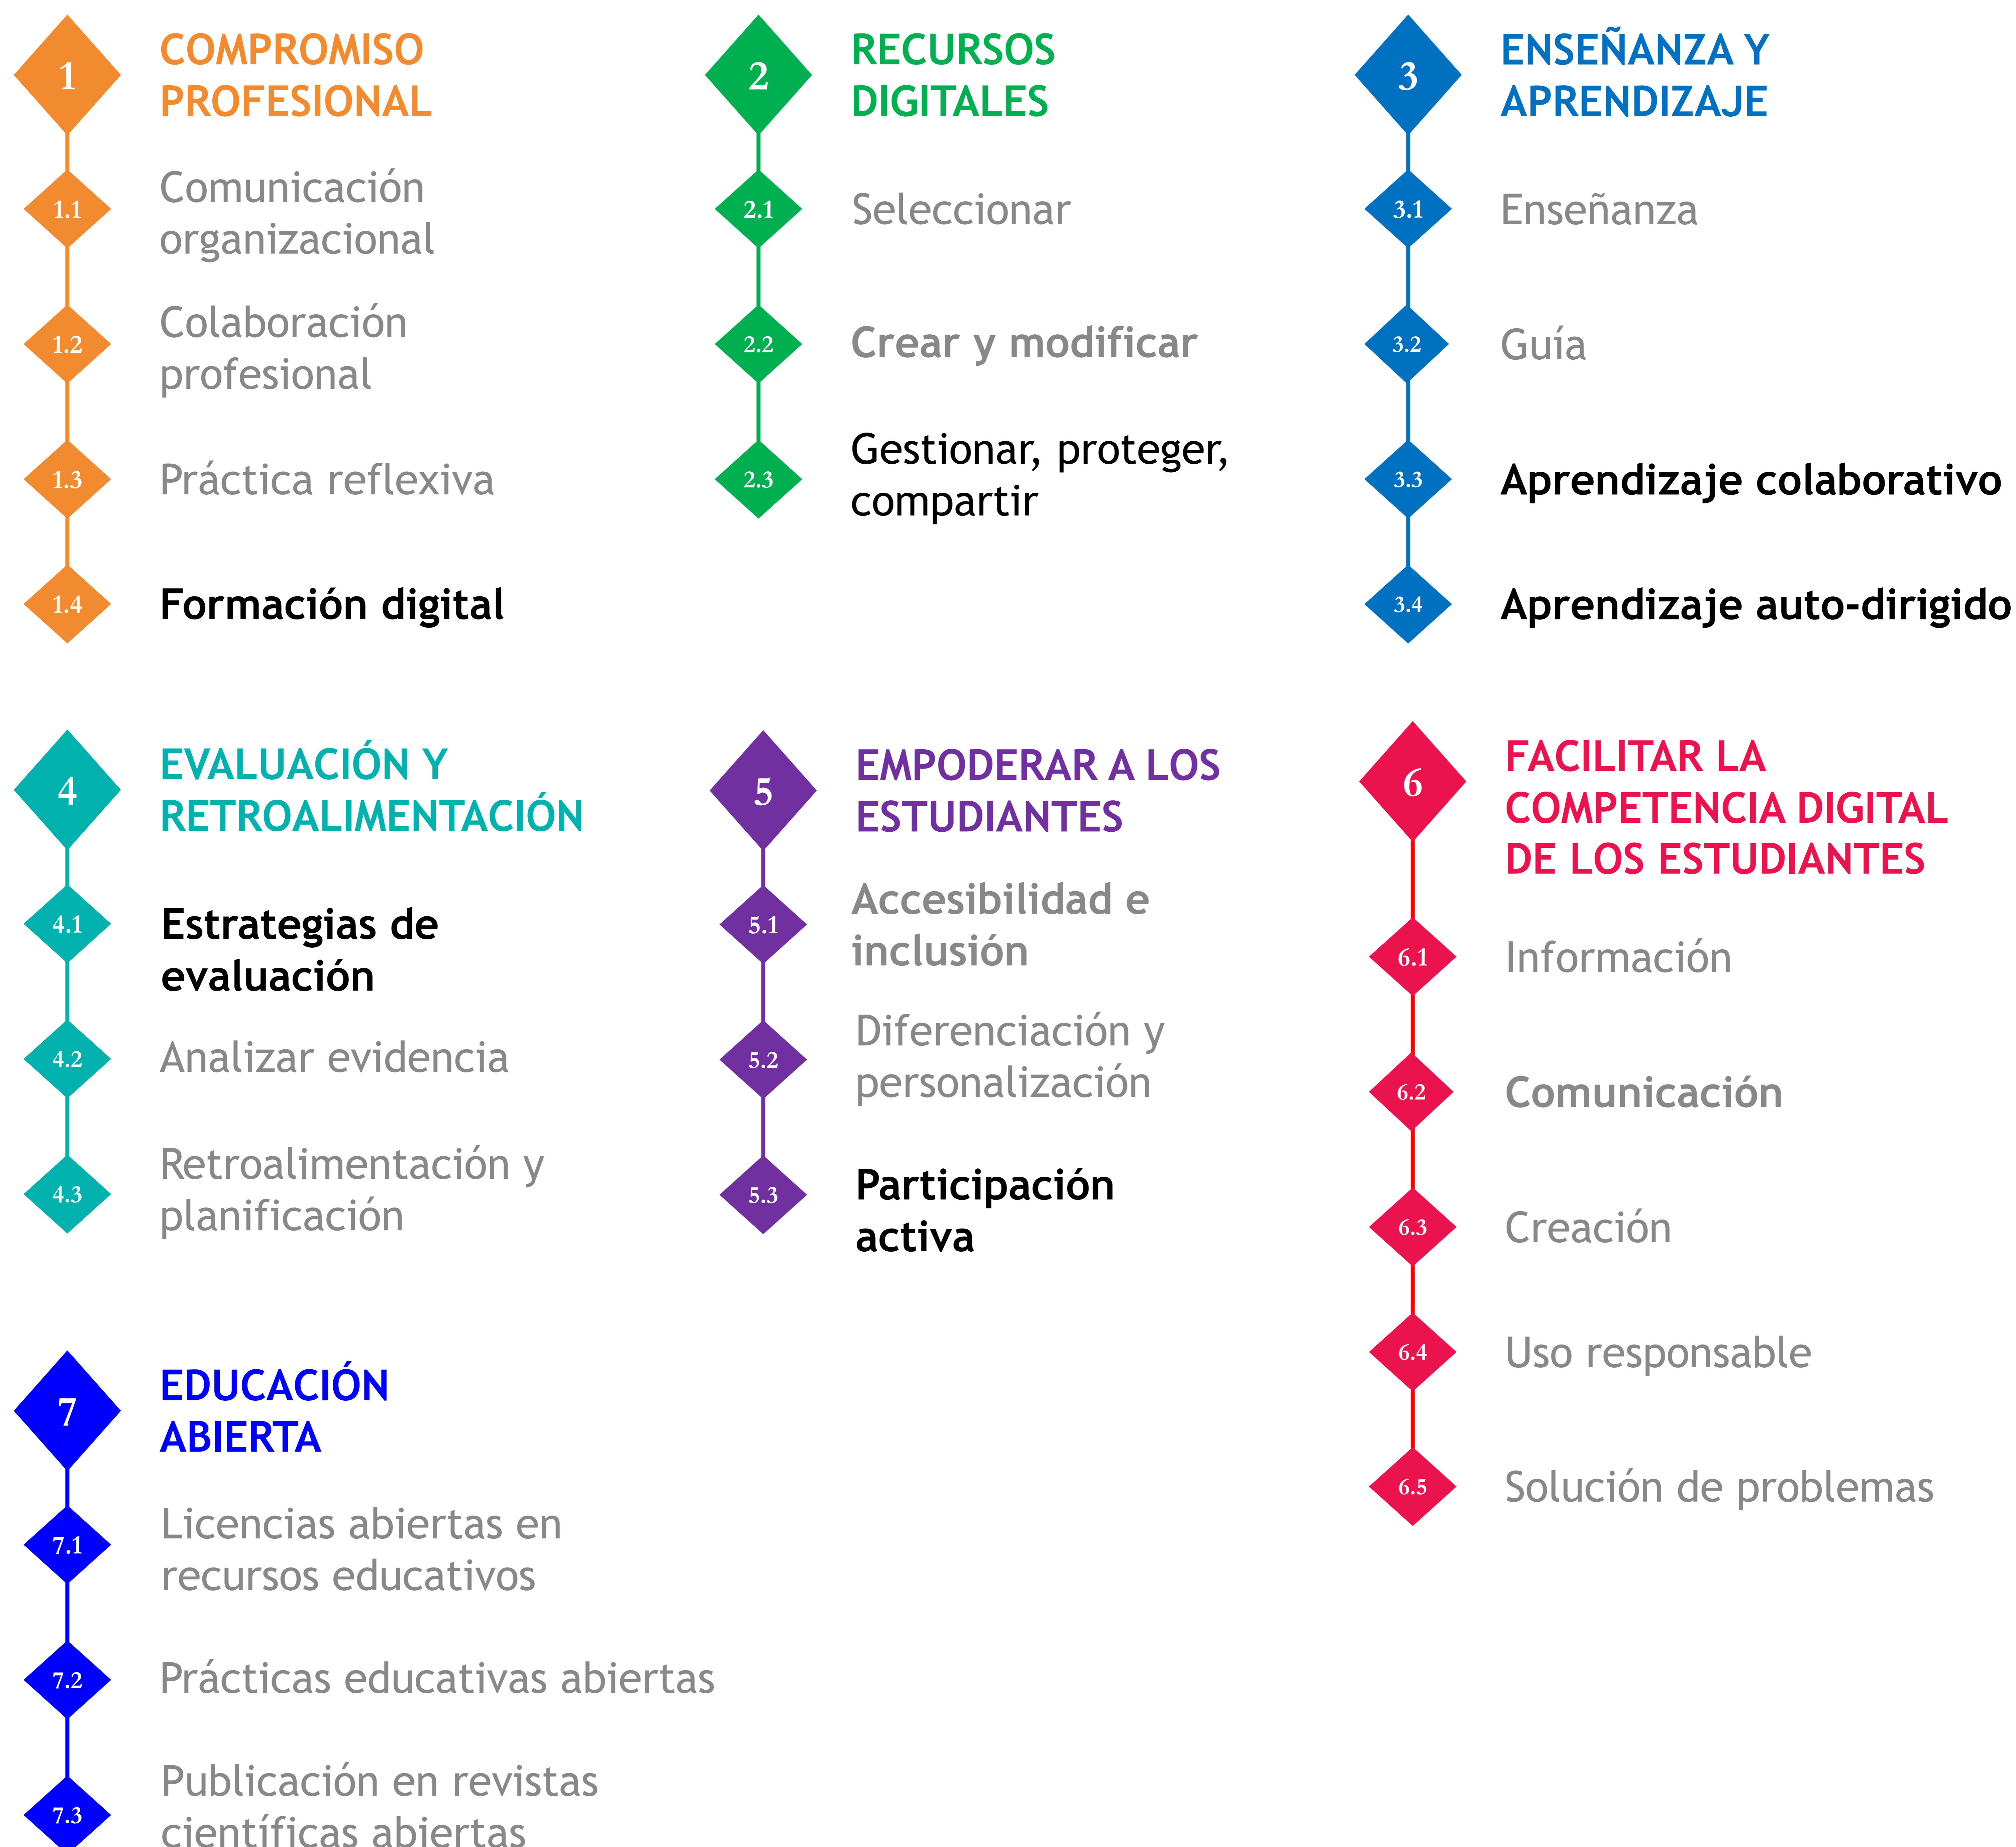 1
COMPROMISO
PROFESIONAL
1.1
Comunicación
organizacional
1.2
Colaboración
profesional
1.3
Práctica reflexiva
1.4
Formación digital
2
RECURSOS
DIGITALES
2.1
Seleccionar
2.2
Crear y modificar
2.3
Gestionar, proteger,
compartir
3
ENSEÑANZA Y
APRENDIZAJE
3.1
Enseñanza
3.2
Guía
3.3
Aprendizaje colaborativo
3.4
Aprendizaje auto-dirigido
4
EVALUACIÓN Y
RETROALIMENTACIÓN
4.1
Estrategias de
evaluación
4.2
Analizar evidencia
4.3
Retroalimentación y
planificación
5
EMPODERAR A LOS
ESTUDIANTES
5.1
Accesibilidad e
inclusión
5.2
Diferenciación y
personalización
5.3
Participación
activa
6
FACILITAR LA
COMPETENCIA DIGITAL
DE LOS ESTUDIANTES
6.1
Información
6.2
Comunicación
6.3
Creación
6.4
Uso responsable
6.5
Solución de problemas
7
EDUCACIÓN
ABIERTA
7.1
Licencias abiertas en
recursos educativos
7.2
Prácticas educativas abiertas
7.3
Publicación en revistas
científicas abiertas